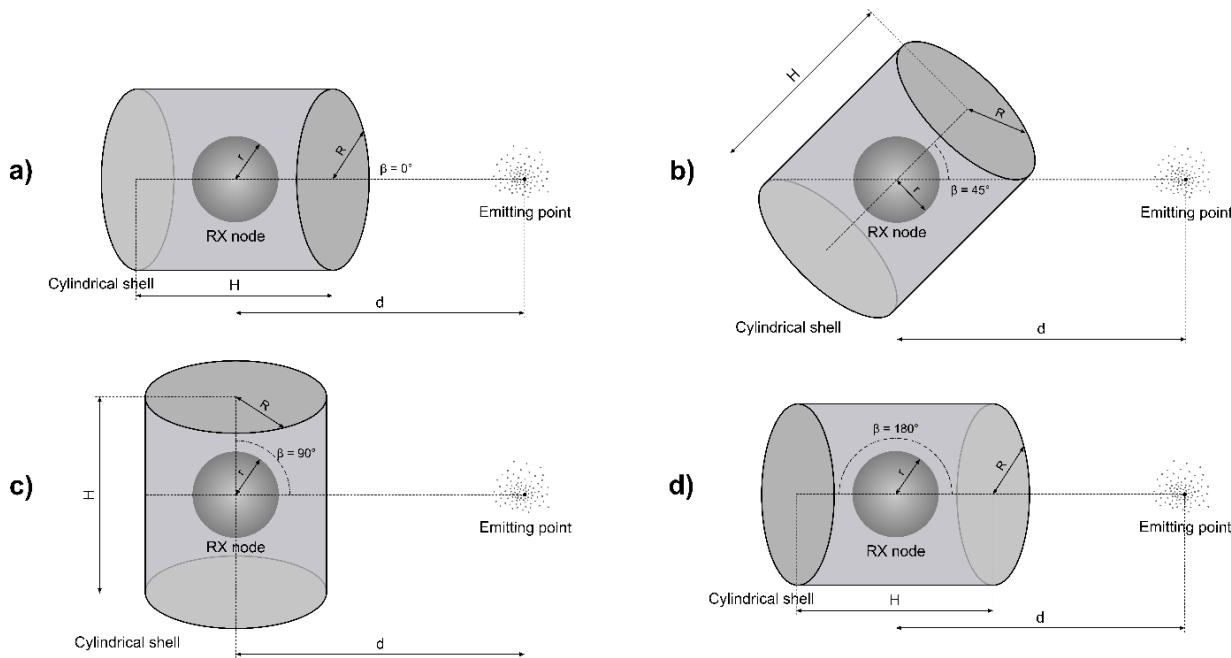 a)
R
r
β = 0°
RX node
Emitting point
Cylindrical shell
H
d
b)
H
R
β = 45°
r
RX node
Emitting point
Cylindrical shell
d
c)
R
β = 90°
r
H
RX node
Emitting point
Cylindrical shell
d
d)
β = 180°
R
r
RX node
Emitting point
Cylindrical shell
H
d